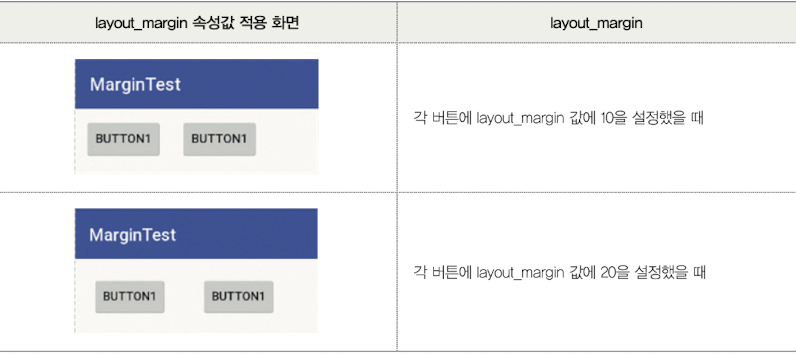 layout_margin 속성값 적용 화면
layout_margin
MarginTest
BUTTON1 BUTTON1
각 버튼에 layout_margin 값에 10을 설정했을 때
MarginTest
BUTTON1 BUTTON1
각 버튼에 layout_margin 값에 20을 설정했을 때